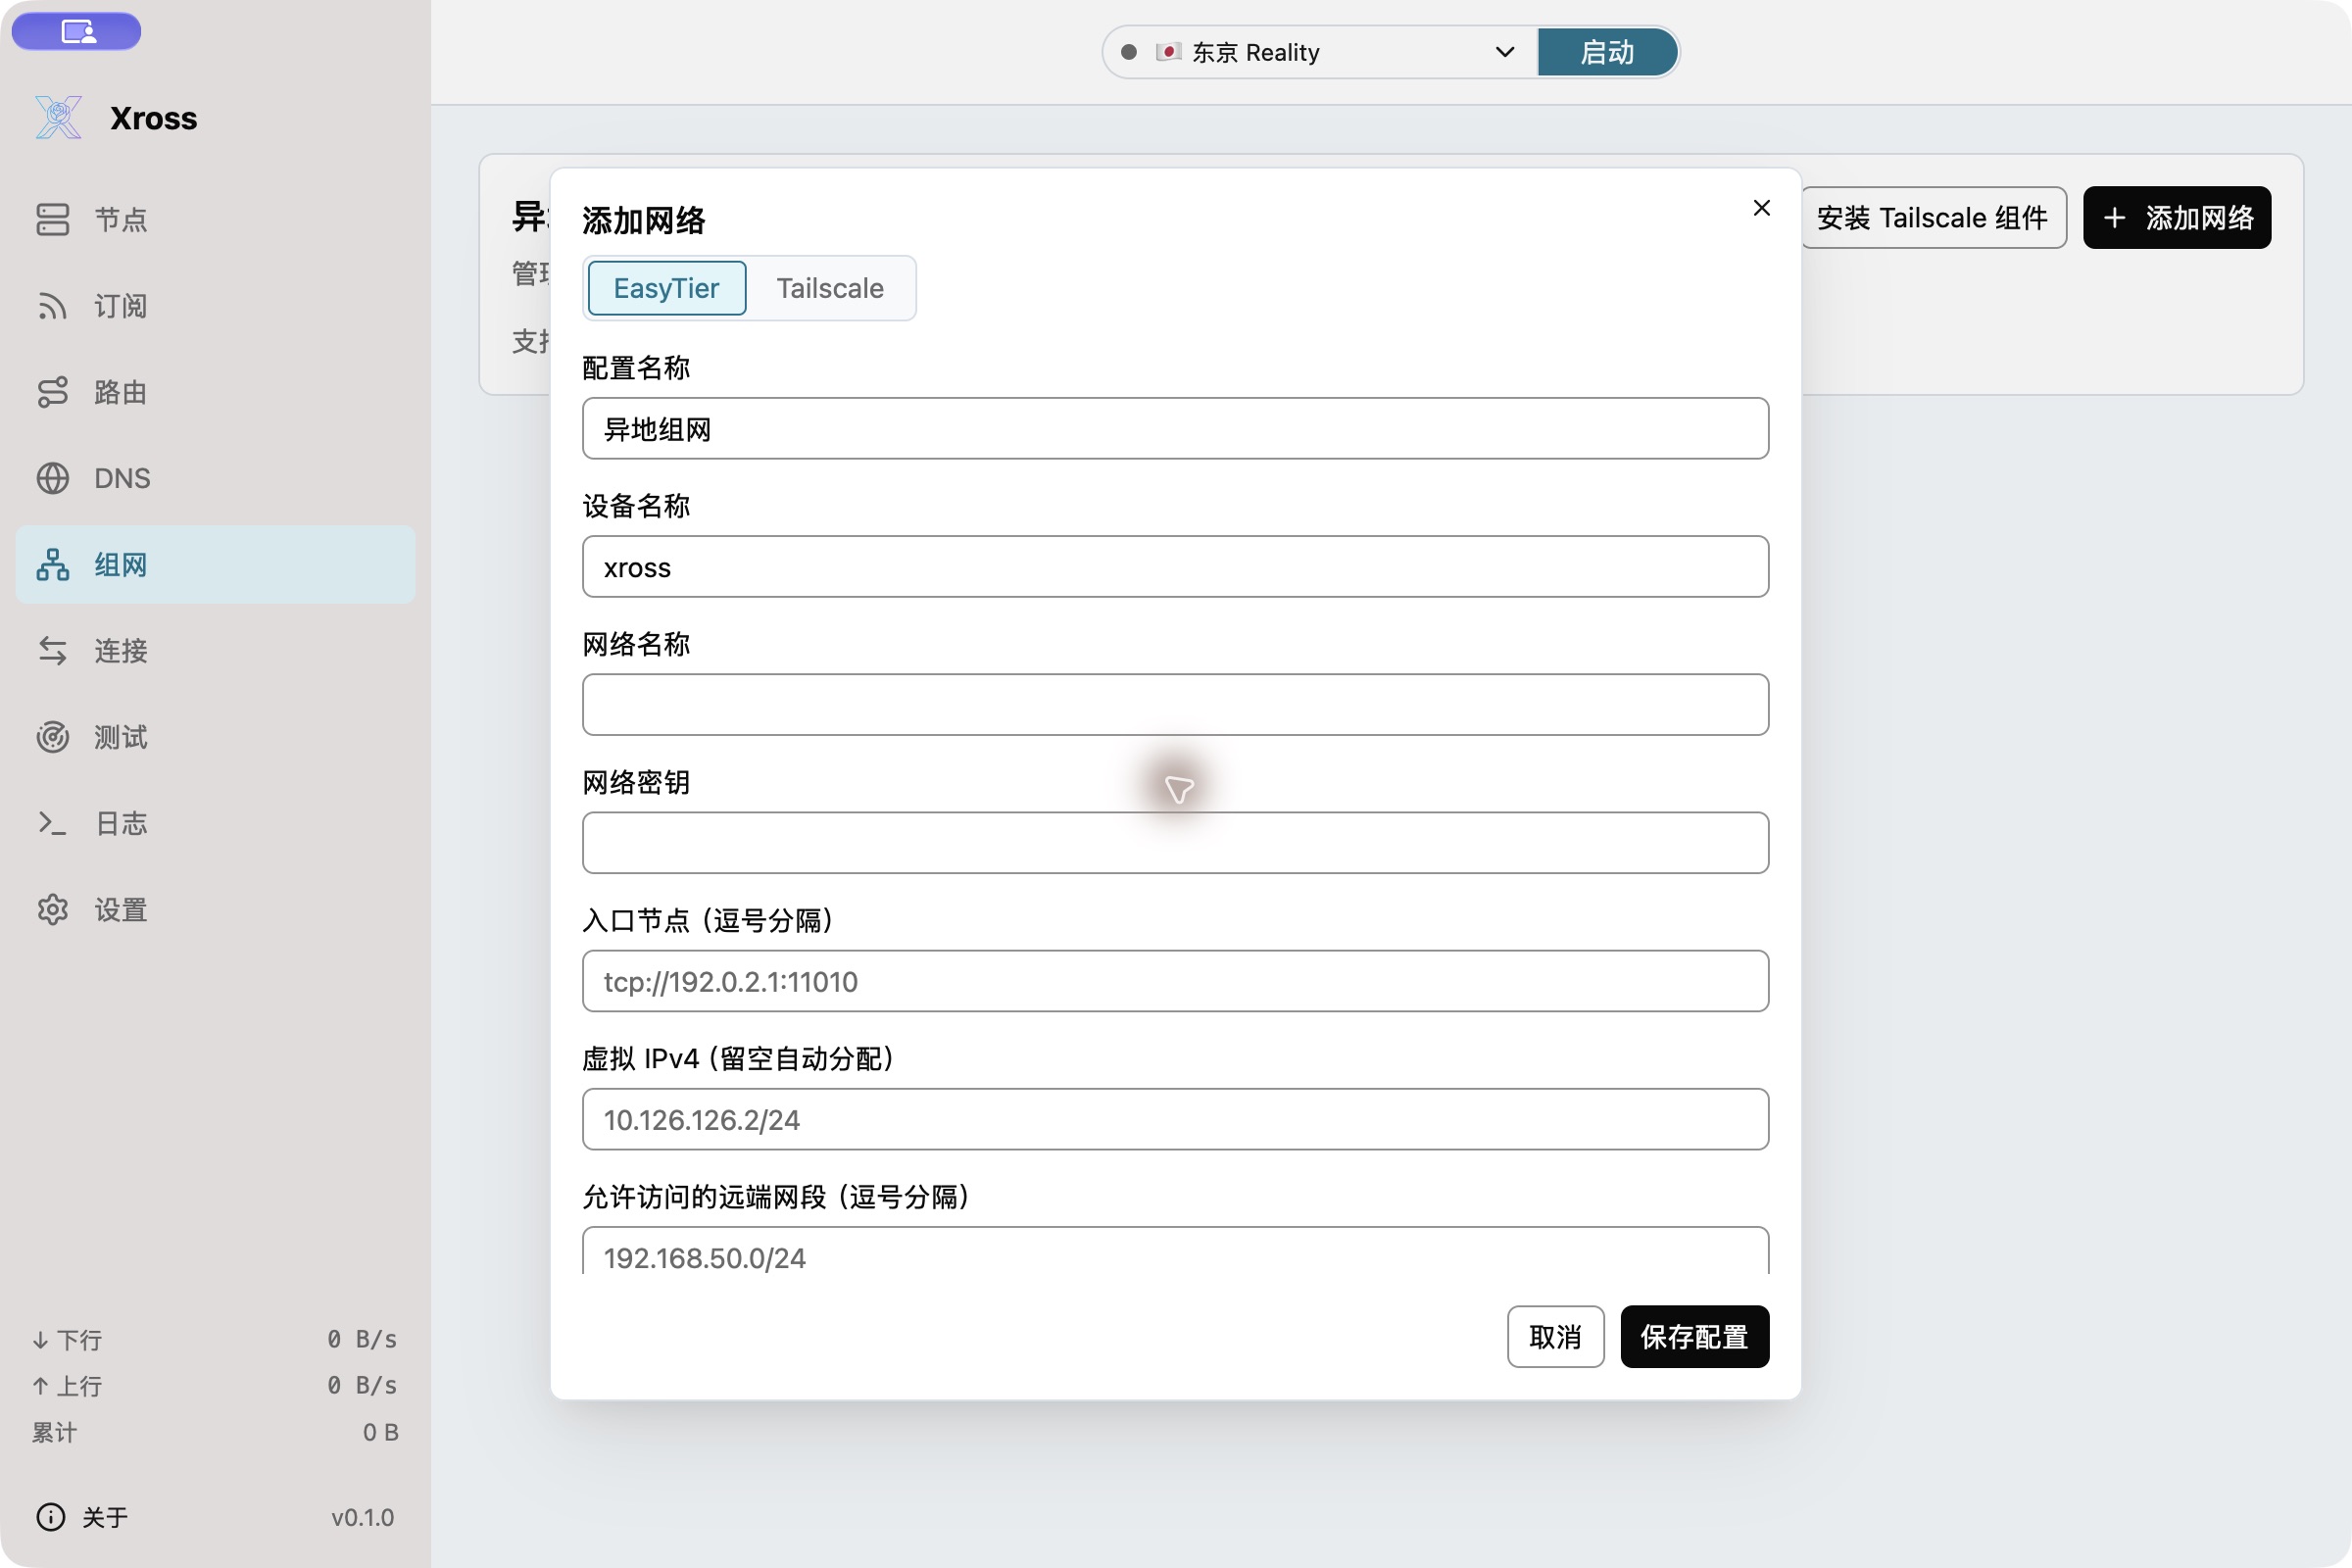 东京 Reality
启动
Xross
节点
订阅
路由
DNS
组网
连接
测试
日志
设置
下行 0 B/s
上行 0 B/s
累计 0 B
关于 v0.1.0
安装 Tailscale 组件
添加网络
添加网络
EasyTier
Tailscale
配置名称
异地组网
设备名称
xross
网络名称
网络密钥
入口节点（逗号分隔）
tcp://192.0.2.1:11010
虚拟 IPv4（留空自动分配）
10.126.126.2/24
允许访问的远端网段（逗号分隔）
192.168.50.0/24
取消
保存配置